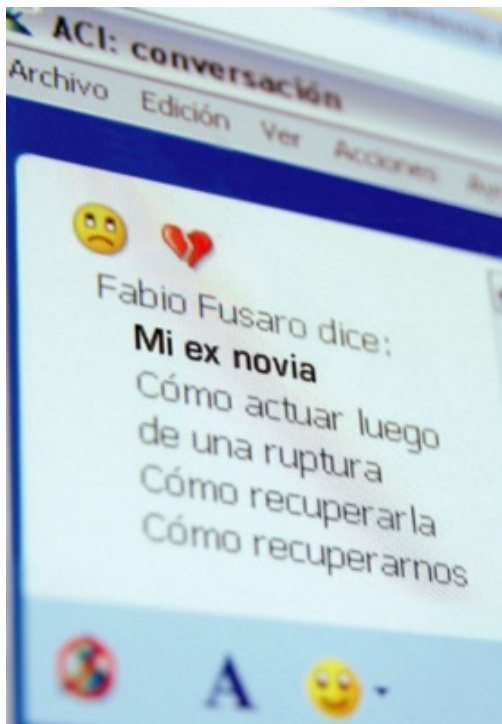 ACI: conversación
Archivo Edición Ver Acciones
Fabio Fusaro dice:
Mi ex novia
Cómo actuar luego
de una ruptura
Cómo recuperarla
Cómo recuperarnos
A